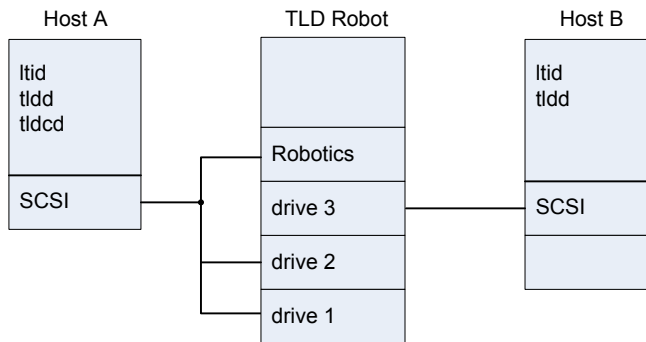 Host A
TLD Robot
Host B
ltid
tldd
tldcd
SCSI
Robotics
drive 3
drive 2
drive 1
ltid
tldd
SCSI